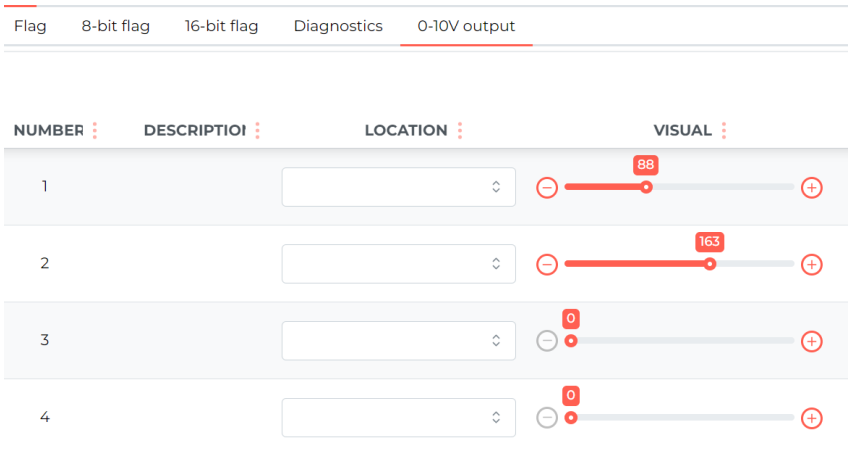 Flag 8-bit flag 16-bit flag Diagnostics 0-10V output
NUMBER DESCRIPTION LOCATION VISUAL
1 88
2 163
3 0
4 0